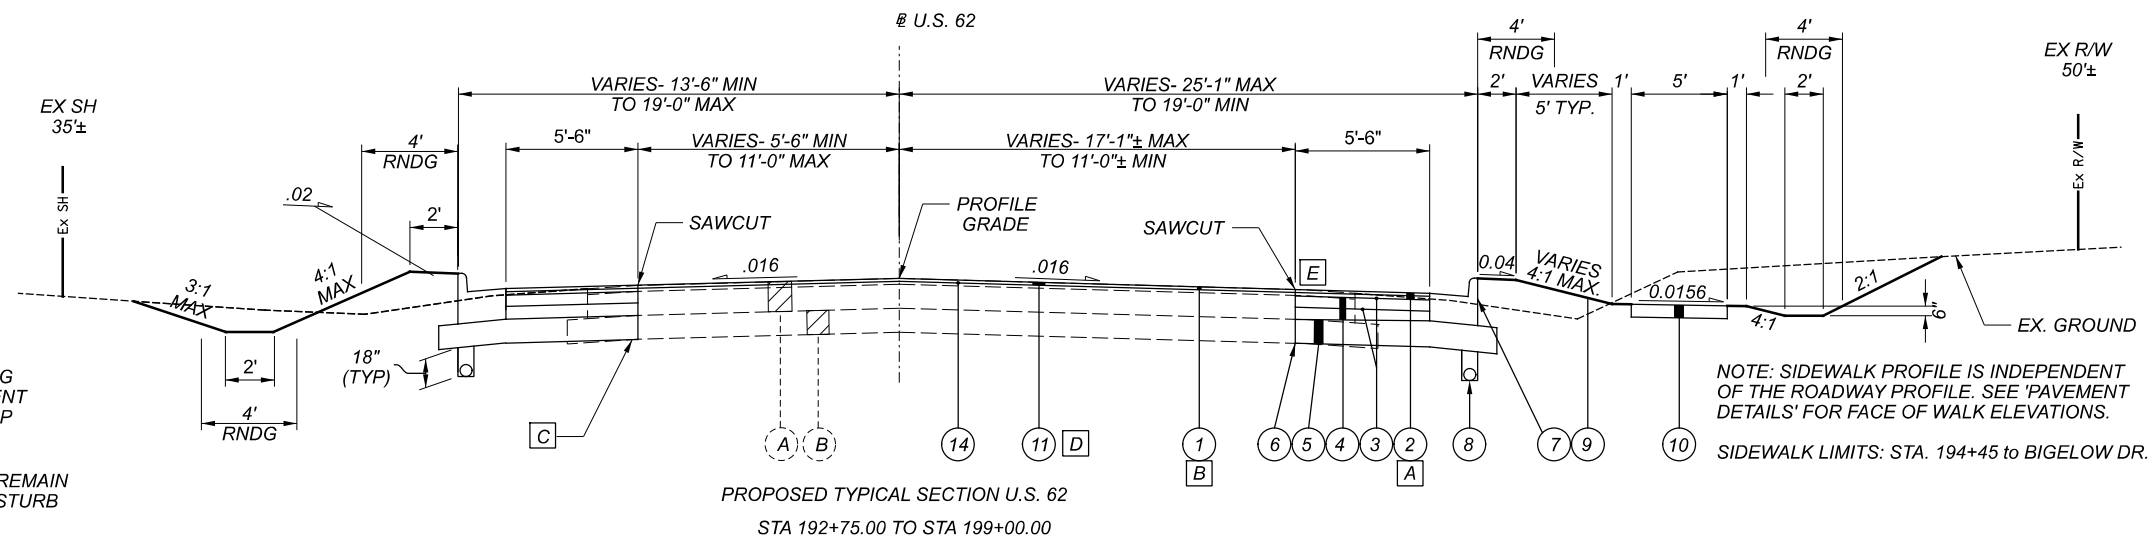 ℄ U.S. 62
4'
RNDG
4'
RNDG
EX R/W
50'±
EX SH
35'±
VARIES- 13'-6" MIN
TO 19'-0" MAX
VARIES- 25'-1" MAX
TO 19'-0" MIN
2'
VARIES
5' TYP.
1'
5'
1'
2'
4'
RNDG
5'-6"
VARIES- 5'-6" MIN
TO 11'-0" MAX
VARIES- 17'-1"± MAX
TO 11'-0"± MIN
5'-6"
Ex SH
Ex R/W
.02
2'
SAWCUT
PROFILE
GRADE
SAWCUT
.016
.016
E
0.04
VARIES
4:1 MAX.
0.0156
2:1
4:1
6"
EX. GROUND
3:1
MAX
4:1
MAX
2'
4'
RNDG
18"
(TYP)
G
ENT
P
REMAIN
STURB
NOTE: SIDEWALK PROFILE IS INDEPENDENT
OF THE ROADWAY PROFILE. SEE 'PAVEMENT
DETAILS' FOR FACE OF WALK ELEVATIONS.
SIDEWALK LIMITS: STA. 194+45 to BIGELOW DR.
C
A
B
14
11
D
1
B
6
5
4
3
2
A
8
7
9
10
PROPOSED TYPICAL SECTION U.S. 62
STA 192+75.00 TO STA 199+00.00